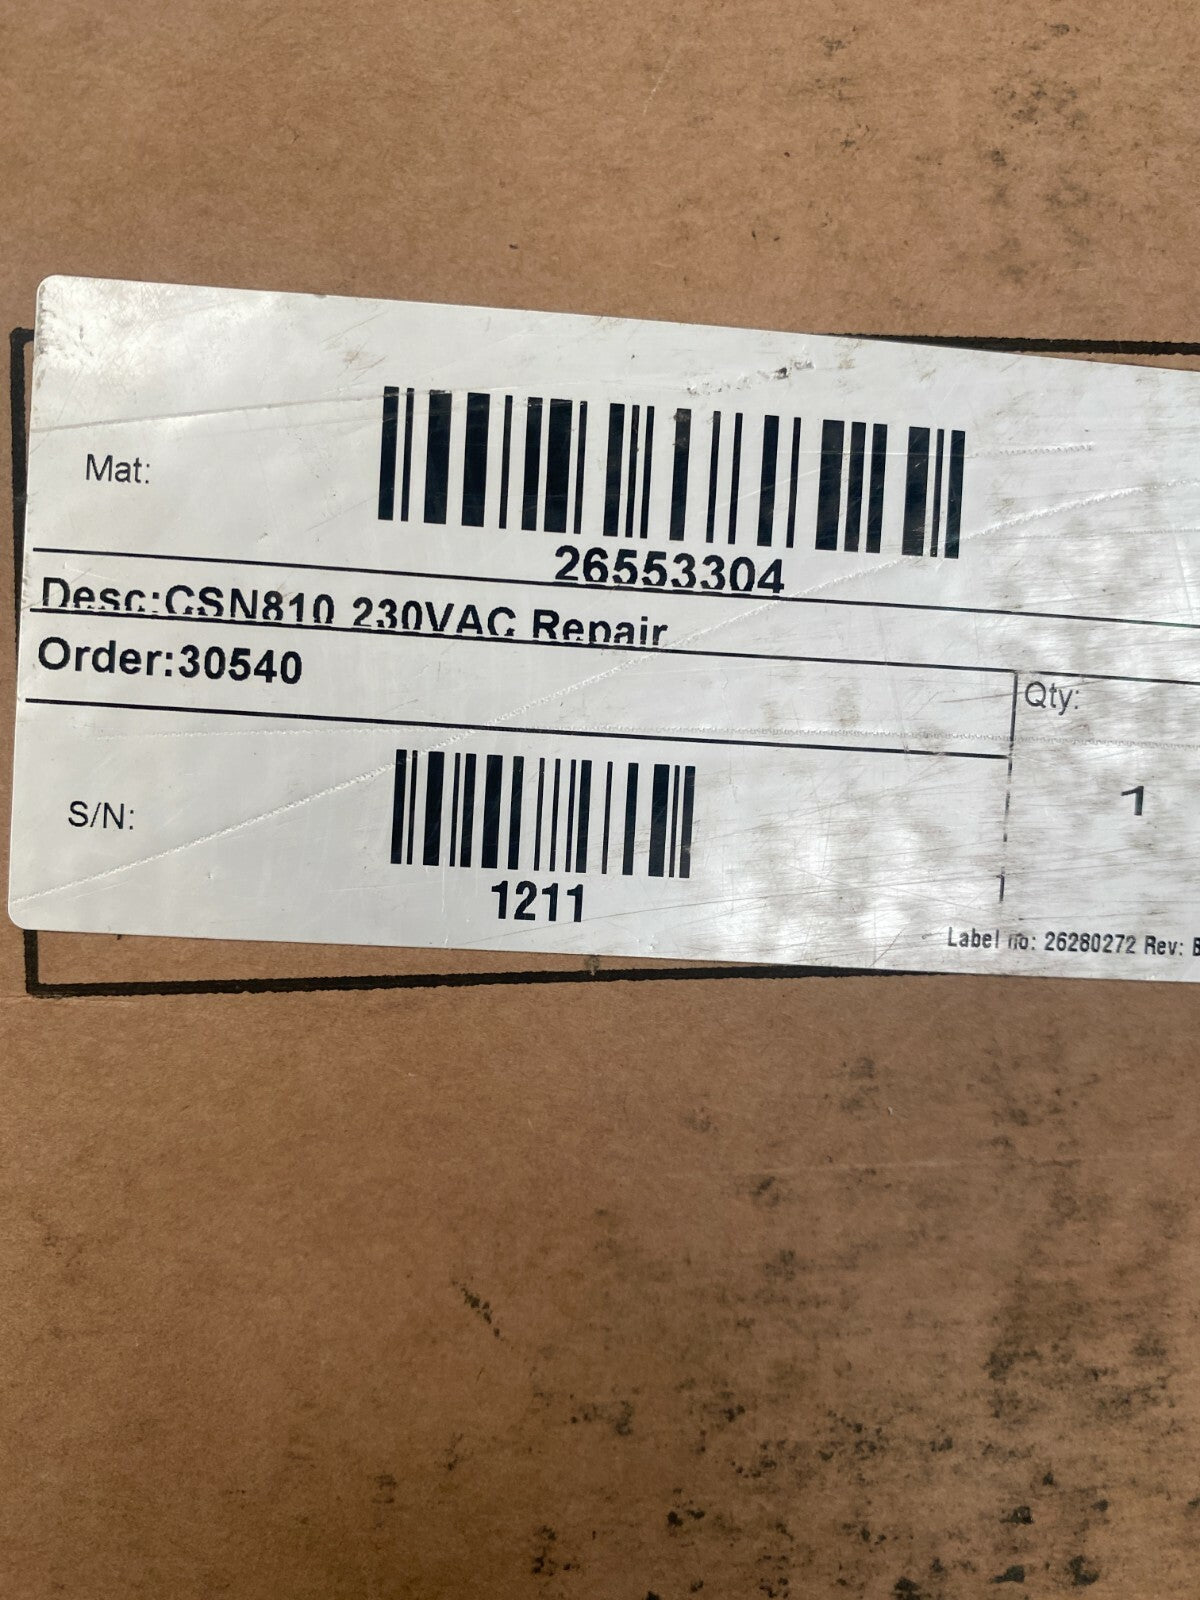 Mat:
26553304
Desc:CSN810 230VAC Repair
Order:30540
Qty:
1
S/N:
1211
Label no: 26280272 Rev: B